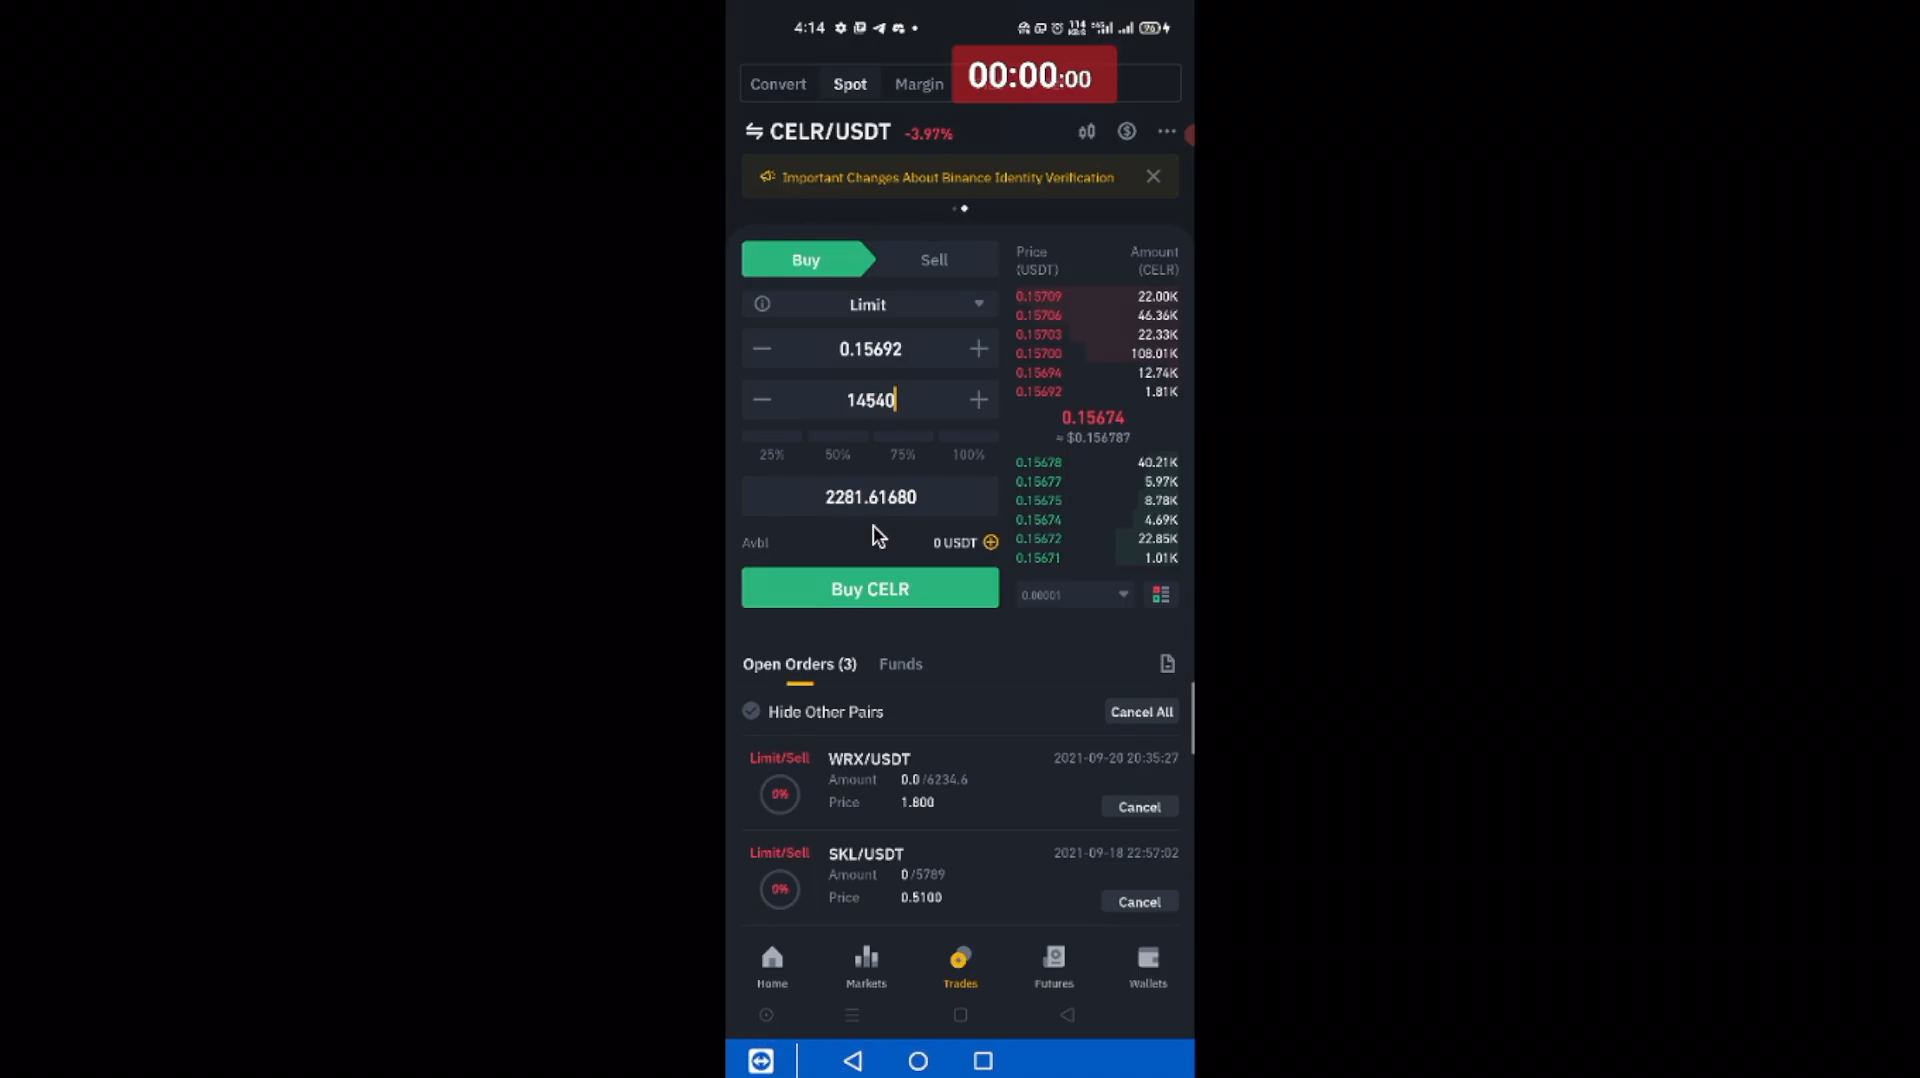 4:14
00:00:00
Convert Spot Margin
CELR/USDT -3.97%
Important Changes About Binance Identity Verification
Buy Sell
Limit
0.15692
14540
25% 50% 75% 100%
2281.61680
Avbl 0 USDT
Buy CELR
Price Amount
(USDT) (CELR)
0.15709 22.00K
0.15706 46.36K
0.15703 22.33K
0.15700 108.01K
0.15694 12.74K
0.15692 1.81K
0.15674
≈ $0.156787
0.15678 40.21K
0.15677 5.97K
0.15675 8.78K
0.15674 4.69K
0.15672 22.85K
0.15671 1.01K
0.00001
Open Orders (3) Funds
Hide Other Pairs Cancel All
Limit/Sell WRX/USDT 2021-09-20 20:35:27
Amount 0.0 /6234.6
0%
Price 1.800
Cancel
Limit/Sell SKL/USDT 2021-09-18 22:57:02
Amount 0 /5789
0%
Price 0.5100
Cancel
Home Markets Trades Futures Wallets